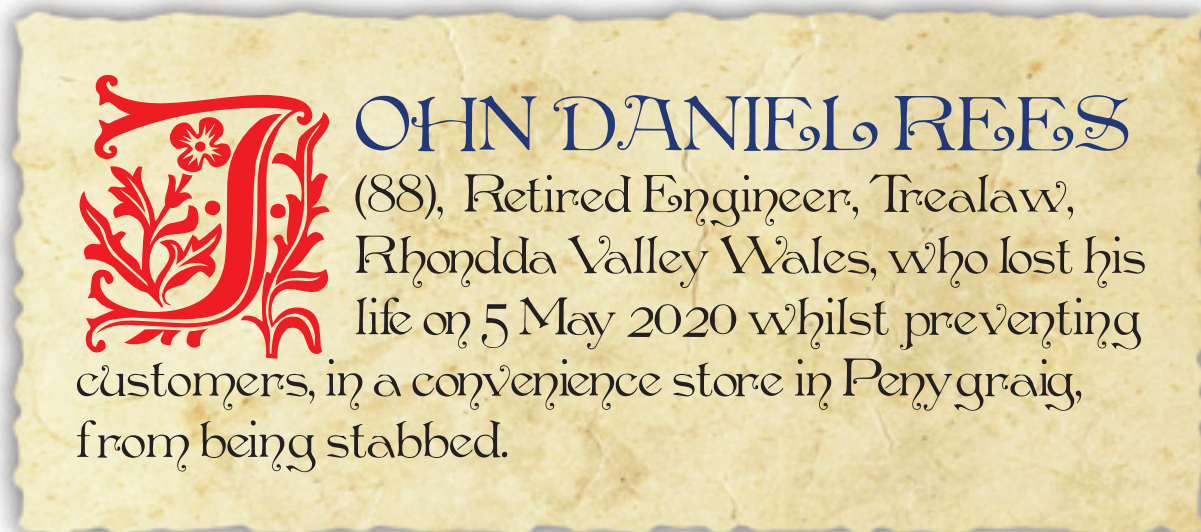 JOHN DANIEL REES
(88), Retired Engineer, Trealaw,
Rhondda Valley Wales, who lost his
life on 5 May 2020 whilst preventing
customers, in a convenience store in Penygraig,
from being stabbed.